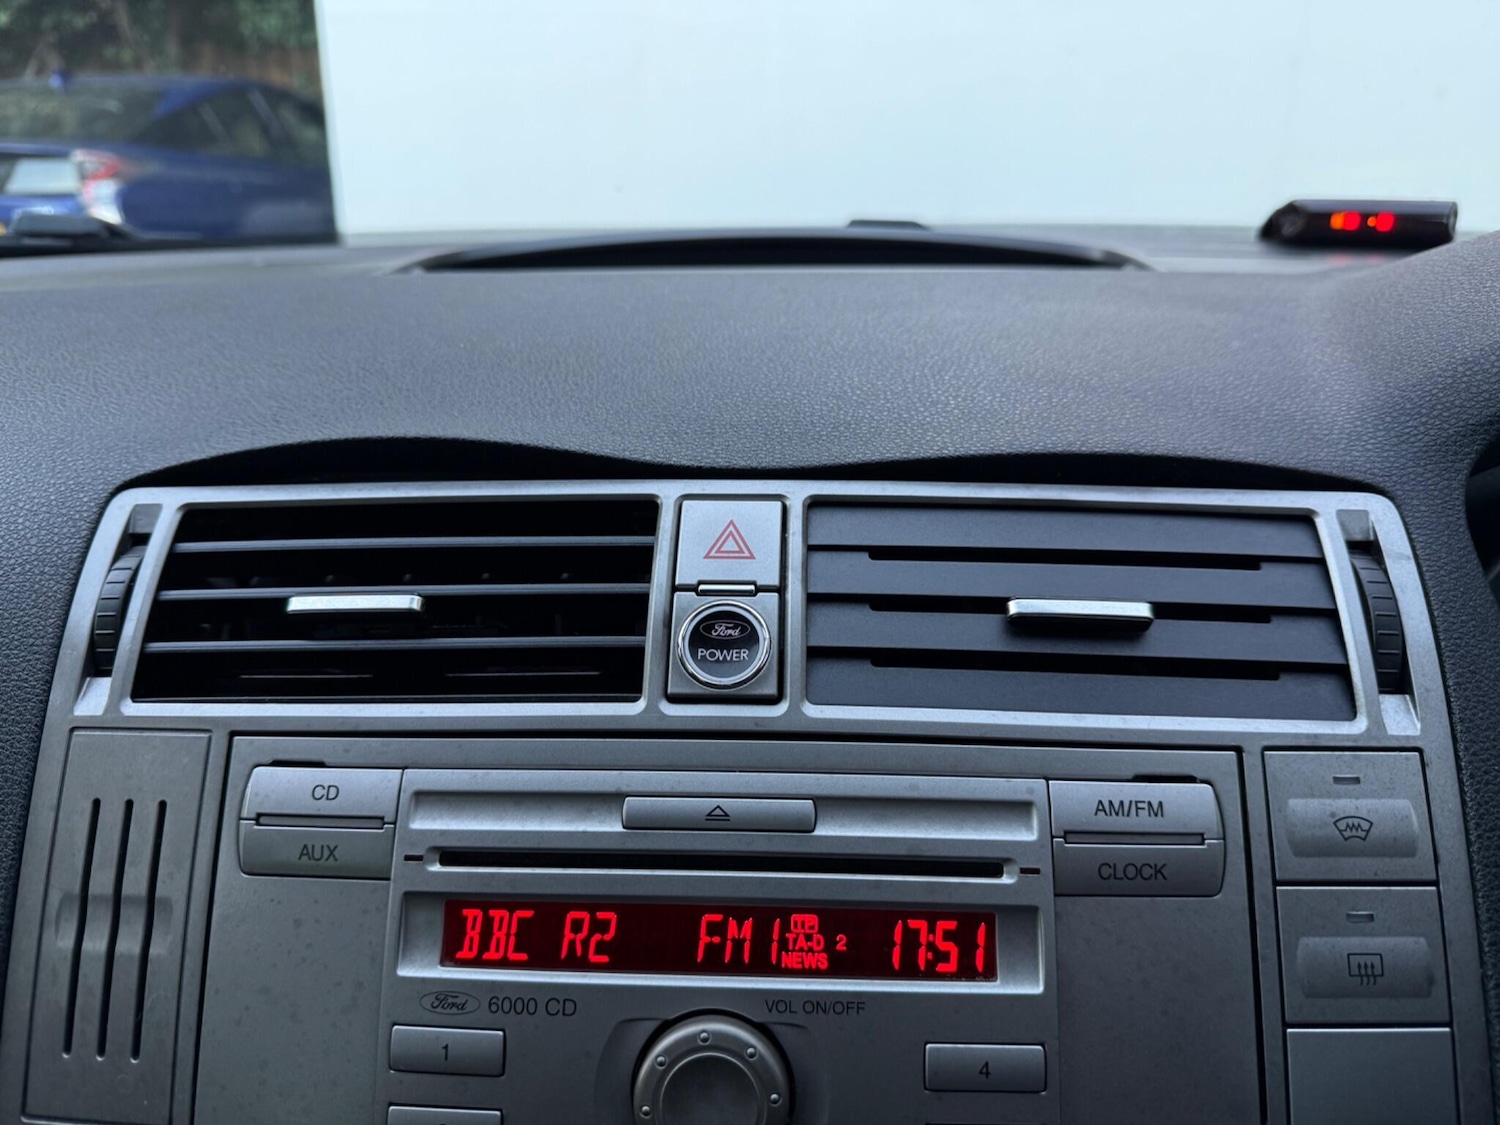 Ford
POWER
CD
AUX
AM/FM
CLOCK
BBC R2 FM1 TP TA-D NEWS 2 17:51
Ford 6000 CD
VOL ON/OFF
1
4